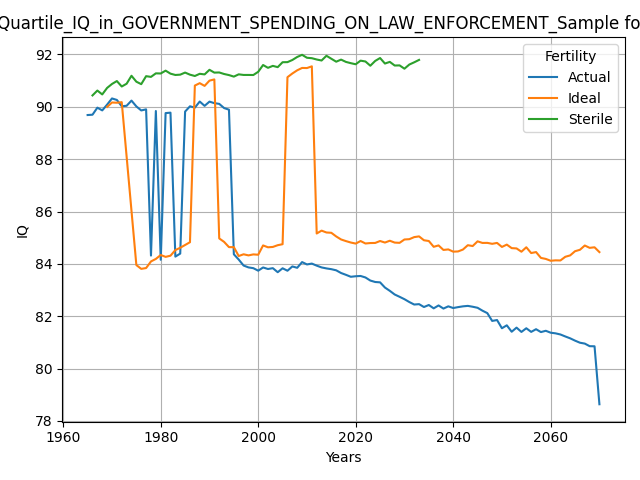 Quartile_IQ_in_GOVERNMENT_SPENDING_ON_LAW_ENFORCEMENT_Sample fo
Fertility
Actual
Ideal
Sterile
92
90
88
86
84
82
80
78
IQ
1960 1980 2000 2020 2040 2060
Years